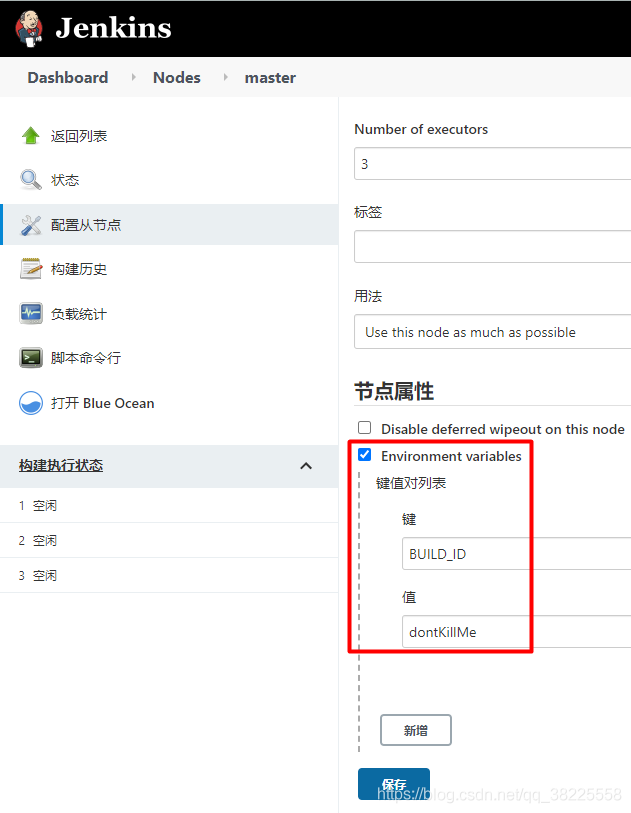 Jenkins
Dashboard Nodes master
返回列表
状态
配置从节点
构建历史
负载统计
脚本命令行
打开 Blue Ocean
构建执行状态
1 空闲
2 空闲
3 空闲
Number of executors
3
标签
用法
Use this node as much as possible
节点属性
Disable deferred wipeout on this node
Environment variables
键值对列表
键
BUILD_ID
值
dontKillMe
新增
保存
https://blog.csdn.net/qq_38225558